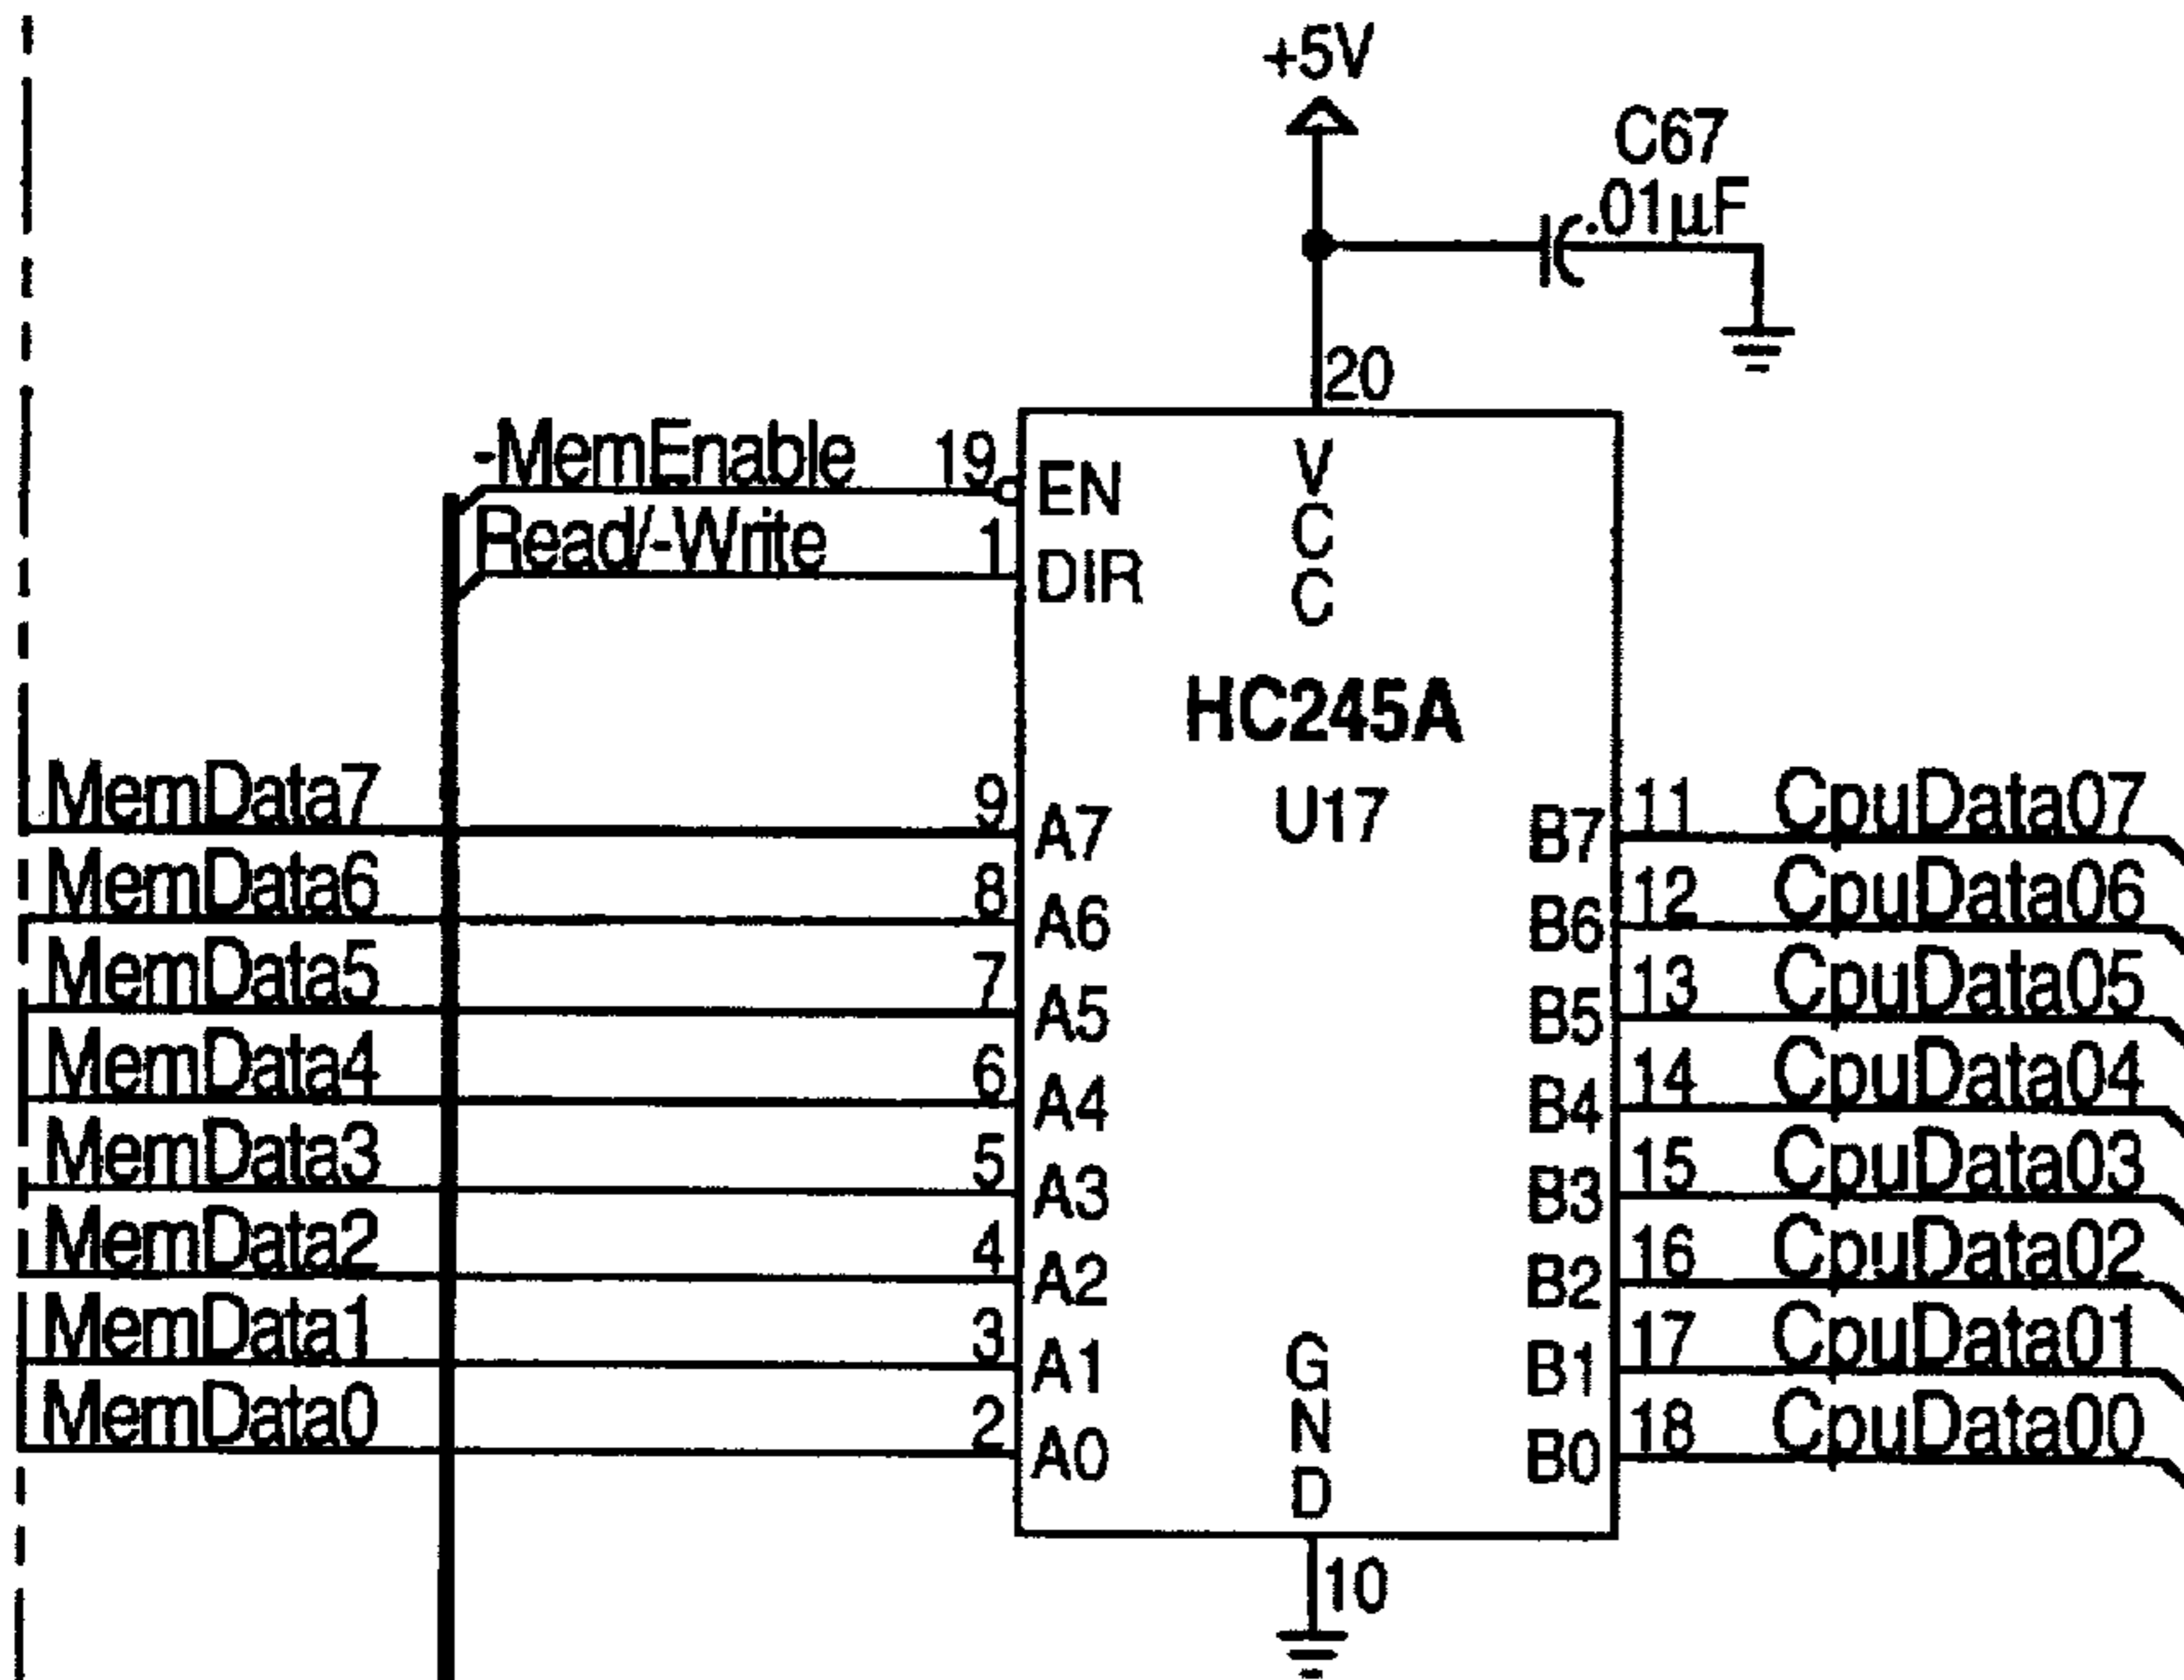 +5V
C67
.01µF
20
-MemEnable 19 EN
Read/-Write 1 DIR
VCC
HC245A
U17
MemData7 9 A7 B7 11 CpuData07
MemData6 8 A6 B6 12 CpuData06
MemData5 7 A5 B5 13 CpuData05
MemData4 6 A4 B4 14 CpuData04
MemData3 5 A3 B3 15 CpuData03
MemData2 4 A2 B2 16 CpuData02
MemData1 3 A1 B1 17 CpuData01
MemData0 2 A0 B0 18 CpuData00
GND
10